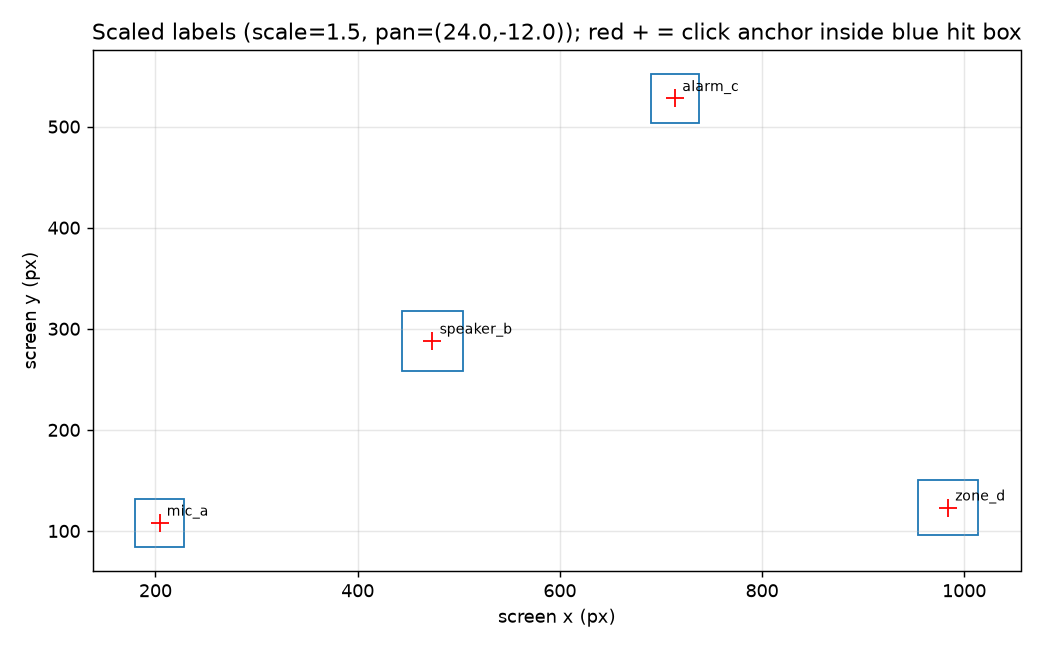 Scaled labels (scale=1.5, pan=(24.0,-12.0)); red + = click anchor inside blue hit box
alarm_c
500
400
speaker_b
300
200
zone_d
mic_a
100
200
400
600
800
1000
screen x (px)
screen y (px)